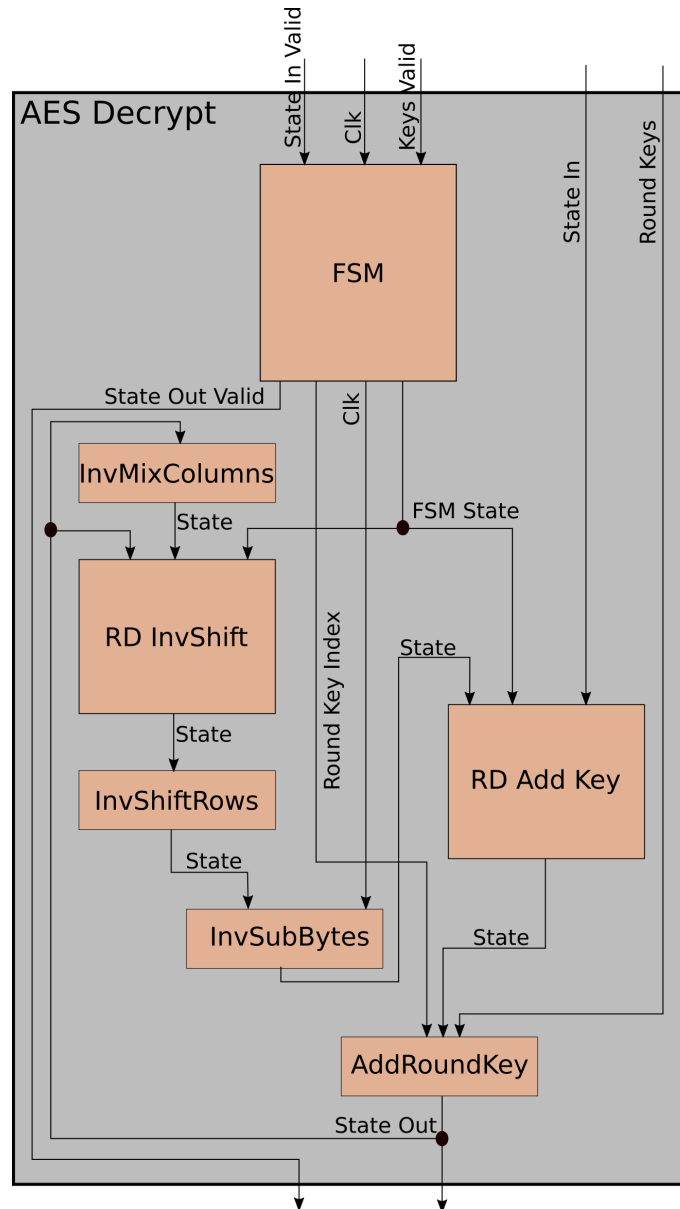 State In Valid
Clk
Keys Valid
AES Decrypt
State In
Round Keys
FSM
State Out Valid
Clk
InvMixColumns
State
FSM State
RD InvShift
Round Key Index
State
State
RD Add Key
InvShiftRows
State
InvSubBytes
State
AddRoundKey
State Out